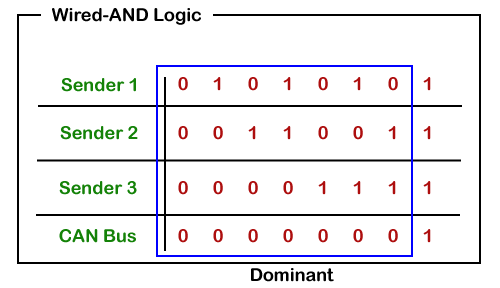 Wired-AND Logic
Sender 1 0 1 0 1 0 1 0 1
Sender 2 0 0 1 1 0 0 1 1
Sender 3 0 0 0 0 1 1 1 1
CAN Bus 0 0 0 0 0 0 0 1
Dominant